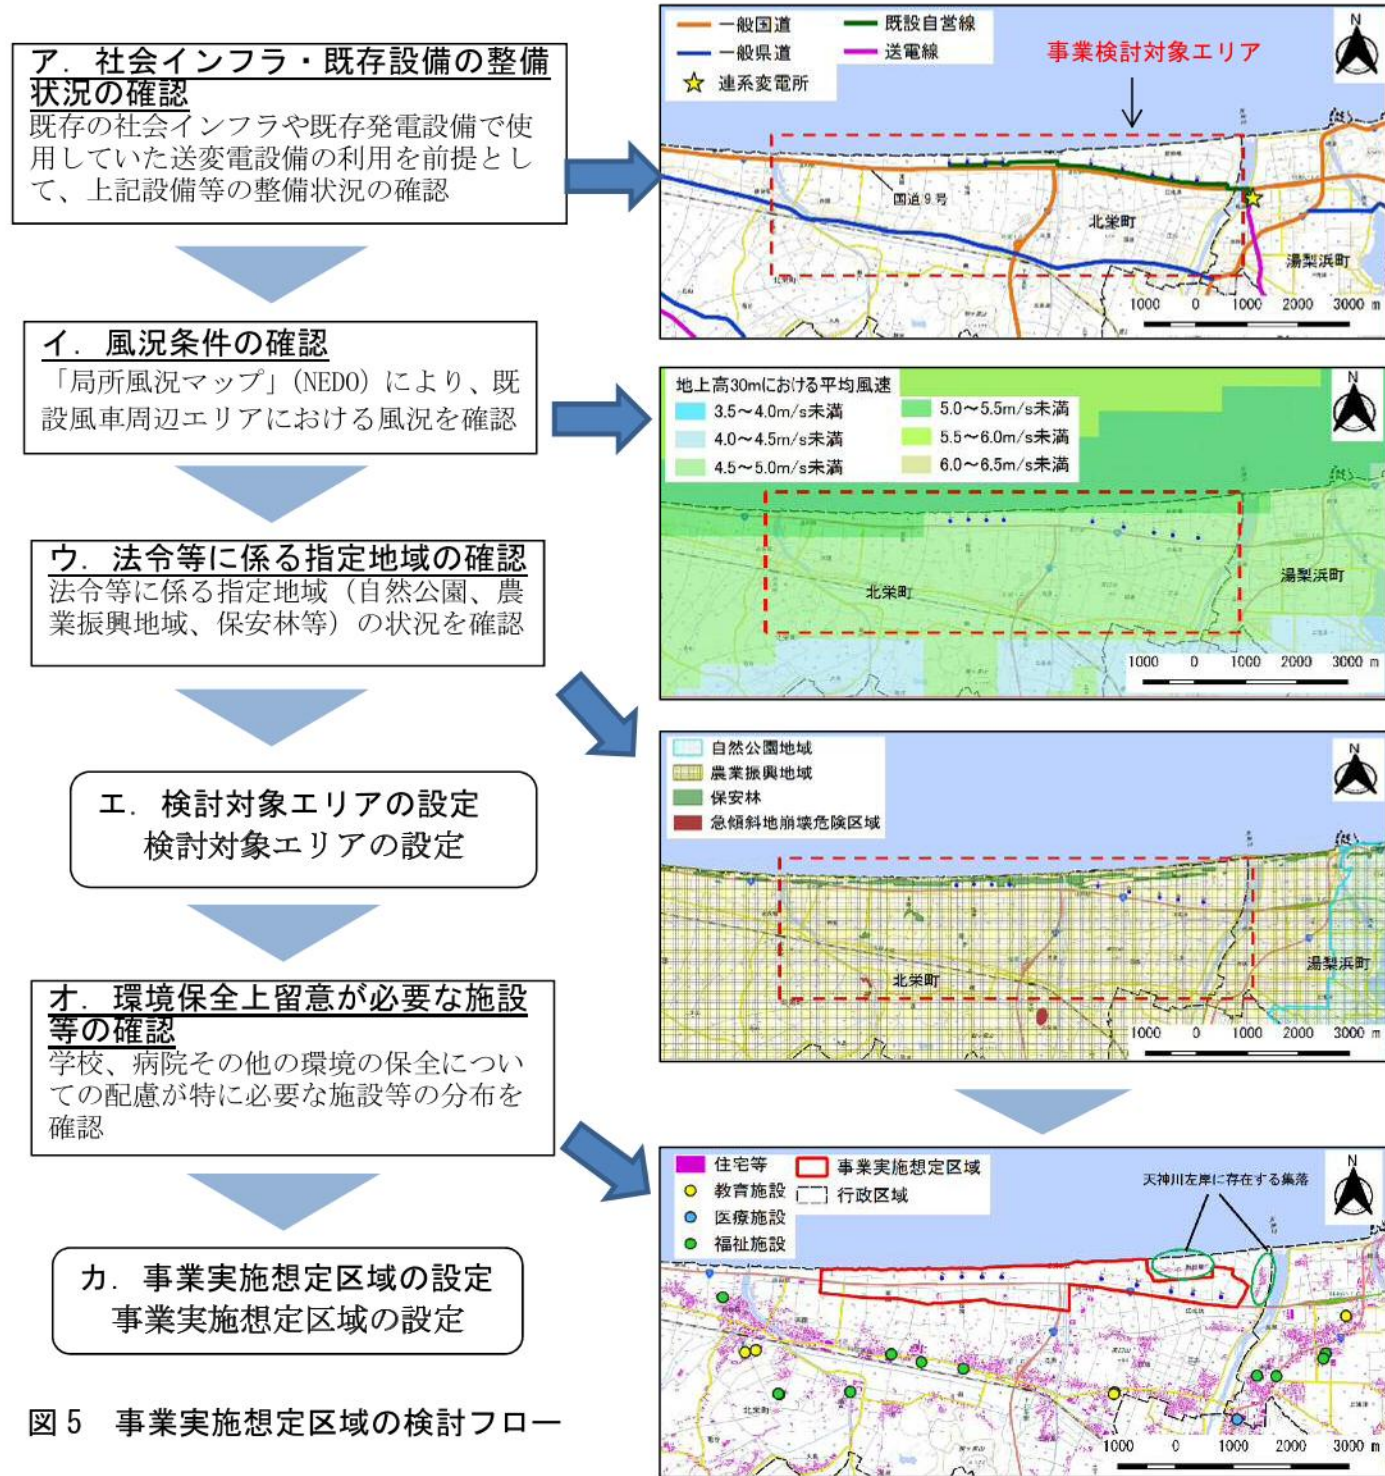 ア．社会インフラ・既存設備の整備
状況の確認
既存の社会インフラや既存発電設備で使
用していた送変電設備の利用を前提とし
て、上記設備等の整備状況の確認
一般国道
既設自営線
一般県道
送電線
連系変電所
事業検討対象エリア
N
国道9号
北栄町
湯梨浜町
1000 0 1000 2000 3000 m
イ．風況条件の確認
「局所風況マップ」(NEDO) により、既
設風車周辺エリアにおける風況を確認
地上高30mにおける平均風速
3.5～4.0m/s未満
5.0～5.5m/s未満
4.0～4.5m/s未満
5.5～6.0m/s未満
4.5～5.0m/s未満
6.0～6.5m/s未満
N
北栄町
湯梨浜町
1000 0 1000 2000 3000 m
ウ．法令等に係る指定地域の確認
法令等に係る指定地域（自然公園、農
業振興地域、保安林等）の状況を確認
自然公園地域
農業振興地域
保安林
急傾斜地崩壊危険区域
N
北栄町
湯梨浜町
1000 0 1000 2000 3000 m
エ．検討対象エリアの設定
検討対象エリアの設定
オ．環境保全上留意が必要な施設
等の確認
学校、病院その他の環境の保全につい
ての配慮が特に必要な施設等の分布を
確認
住宅等
事業実施想定区域
教育施設
行政区域
医療施設
福祉施設
天神川左岸に存在する集落
N
北栄町
1000 0 1000 2000 3000 m
カ．事業実施想定区域の設定
事業実施想定区域の設定
図5　事業実施想定区域の検討フロー